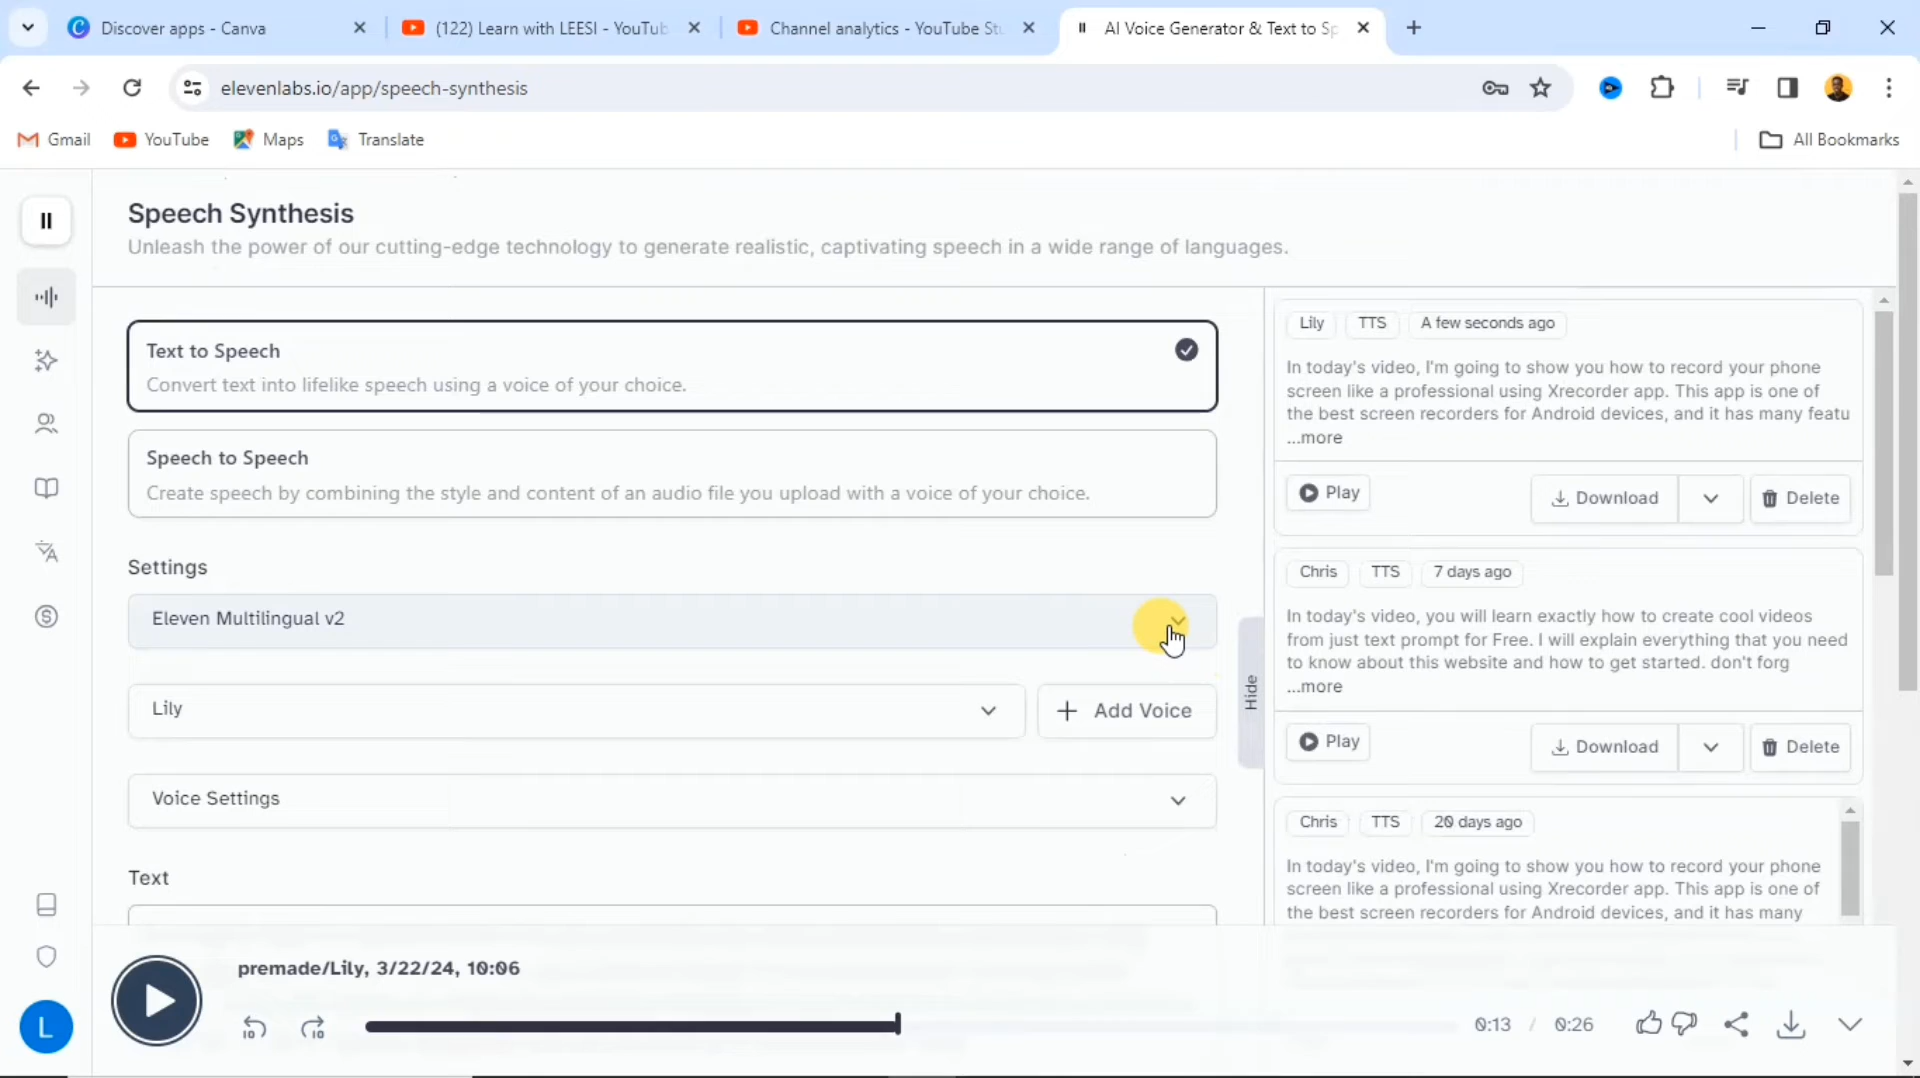 Discover apps - Canva
(122) Learn with LEESI - YouTub
Channel analytics - YouTube Stu
AI Voice Generator & Text to Sp
elevenlabs.io/app/speech-synthesis
Gmail
YouTube
Maps
Translate
All Bookmarks
Speech Synthesis
Unleash the power of our cutting-edge technology to generate realistic, captivating speech in a wide range of languages.
Text to Speech
Convert text into lifelike speech using a voice of your choice.
Speech to Speech
Create speech by combining the style and content of an audio file you upload with a voice of your choice.
Settings
Eleven Multilingual v2
Lily
+ Add Voice
Voice Settings
Text
Hide
Lily TTS A few seconds ago
In today's video, I'm going to show you how to record your phone
screen like a professional using Xrecorder app. This app is one of
the best screen recorders for Android devices, and it has many featu
...more
Play Download Delete
Chris TTS 7 days ago
In today's video, you will learn exactly how to create cool videos
from just text prompt for Free. I will explain everything that you need
to know about this website and how to get started. don't forg
...more
Play Download Delete
Chris TTS 20 days ago
In today's video, I'm going to show you how to record your phone
screen like a professional using Xrecorder app. This app is one of
the best screen recorders for Android devices, and it has many
premade/Lily, 3/22/24, 10:06
10
10
0:13 / 0:26
L